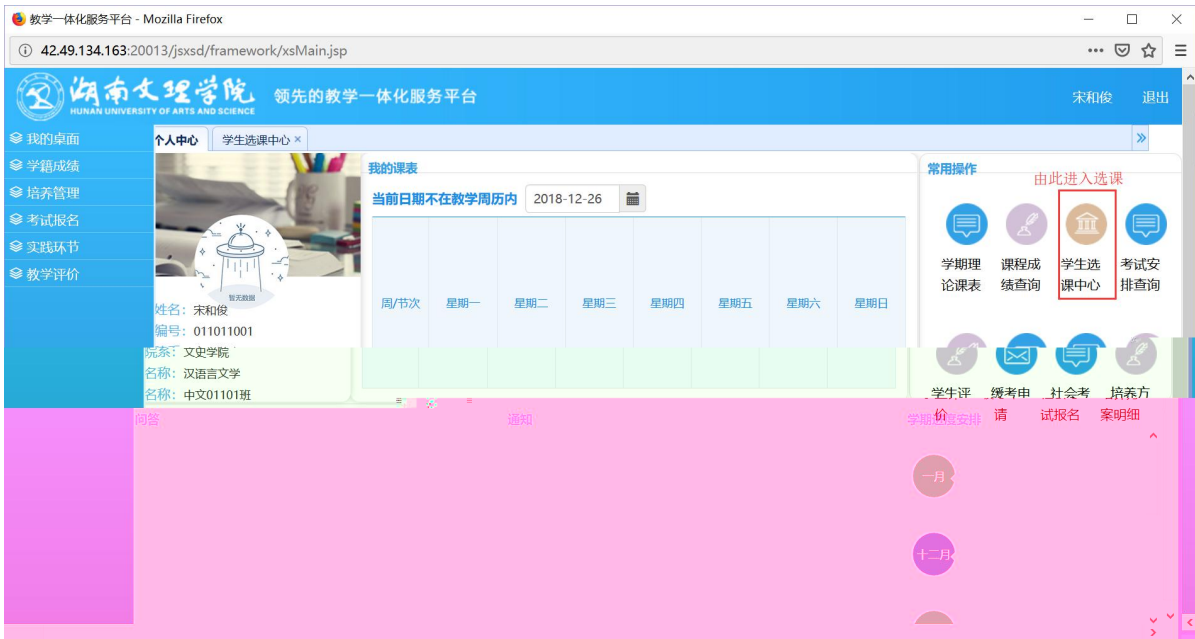 教学一体化服务平台 - Mozilla Firefox
42.49.134.163:20013/jsxsd/framework/xsMain.jsp
湖南文理学院
HUNAN UNIVERSITY OF ARTS AND SCIENCE
领先的教学一体化服务平台
宋和俊 退出
我的桌面
学籍成绩
培养管理
考试报名
实践环节
教学评价
个人中心 学生选课中心 ×
暂无数据
姓名：宋和俊
编号：011011001
院系：文史学院
名称：汉语言文学
名称：中文01101班
我的课表
当前日期不在教学周历内 2018-12-26
周/节次 星期一 星期二 星期三 星期四 星期五 星期六 星期日
常用操作
由此进入选课
学期理论课表
课程成绩查询
学生选课中心
考试安排查询
学生评价
缓考申请
社会考试报名
培养方案明细
问答 通知 学期进度安排
一月
十二月